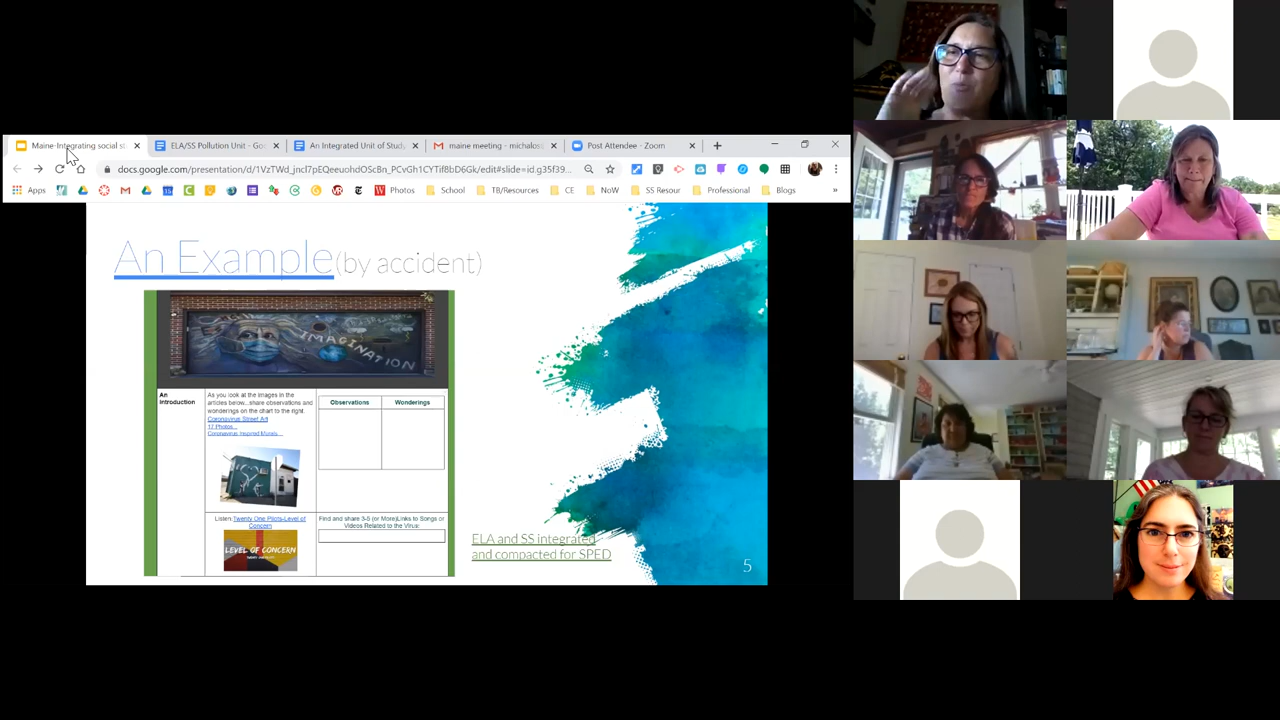 Maine-Integrating social st
ELA/SS Pollution Unit - Goo
An Integrated Unit of Study
maine meeting - michalos
Post Attendee - Zoom
docs.google.com/presentation/d/1VzTWd_jncI7pEQeeuohdOScBn_PCvGh1CYTif8bD6Gk/edit#slide=id.g35f39...
Apps
Photos
School
TB/Resources
CE
NoW
SS Resour
Professional
Blogs
»
An Example(by accident)
IMAGINATION
An
Introduction
As you look at the images in the
articles below...share observations and
wonderings on the chart to the right.
Coronavirus Street Art
17 Photos...
Coronavirus Inspired Murals...
Observations
Wonderings
Listen Twenty One Pilots-Level of
Concern
LEVEL OF CONCERN
Find and share 3-5 (or More)Links to Songs or
Videos Related to the Virus:
ELA and SS integrated
and compacted for SPED
5